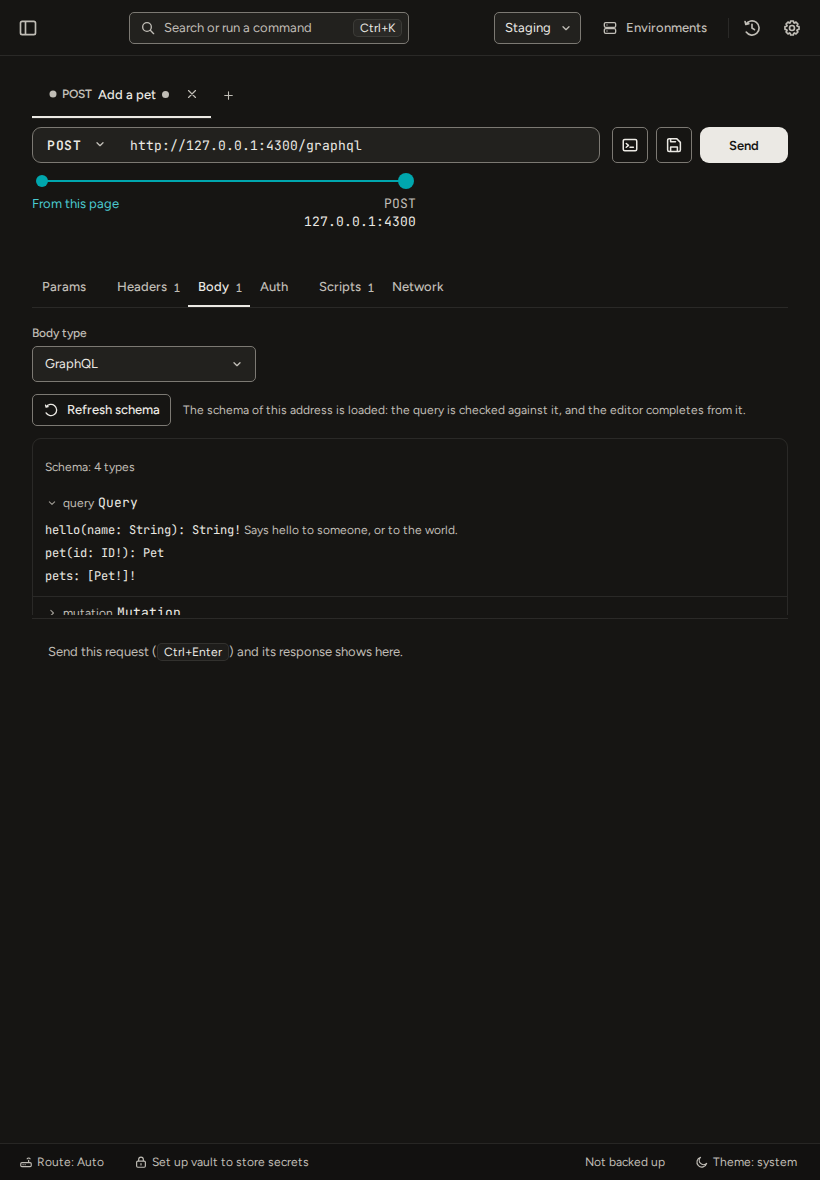 Search or run a command Ctrl+K Staging Environments
POST Add a pet
POST http://127.0.0.1:4300/graphql Send
From this page POST
127.0.0.1:4300
Params Headers 1 Body 1 Auth Scripts 1 Network
Body type
GraphQL
Refresh schema The schema of this address is loaded: the query is checked against it, and the editor completes from it.
Schema: 4 types
query Query
hello(name: String): String! Says hello to someone, or to the world.
pet(id: ID!): Pet
pets: [Pet!]!
mutation Mutation
Send this request (Ctrl+Enter) and its response shows here.
Route: Auto Set up vault to store secrets Not backed up Theme: system